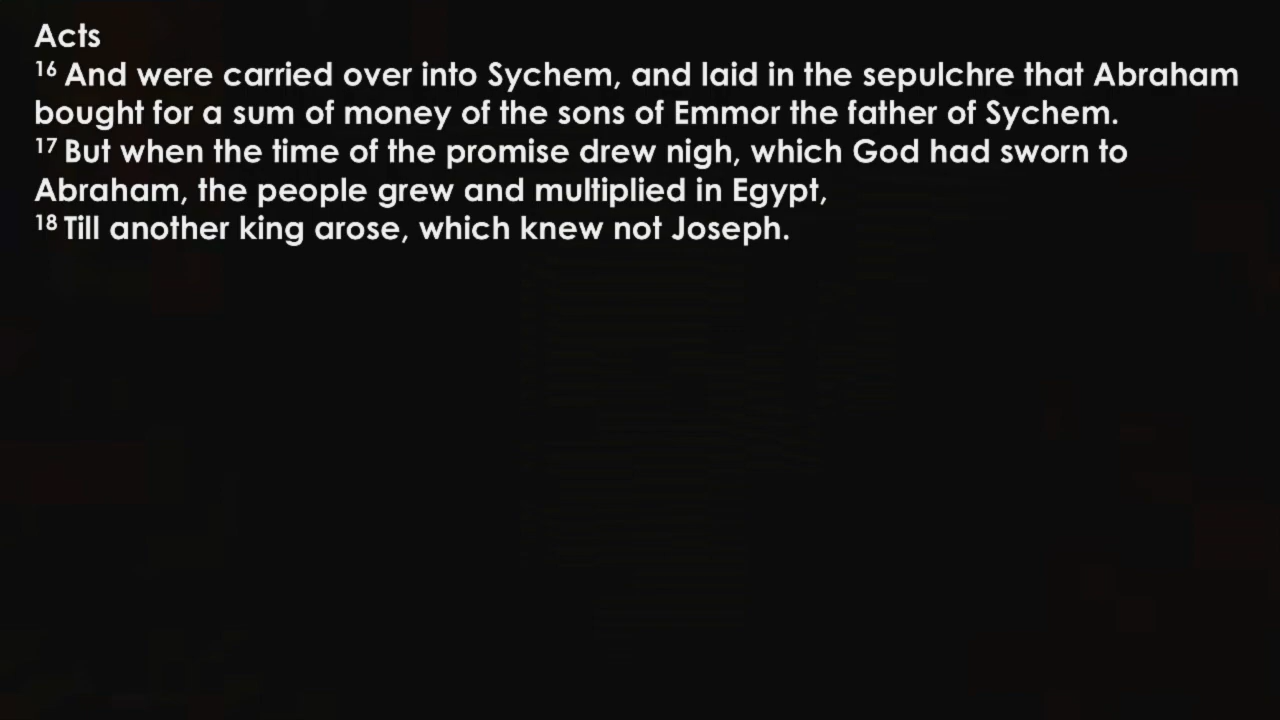 Acts
16 And were carried over into Sychem, and laid in the sepulchre that Abraham
bought for a sum of money of the sons of Emmor the father of Sychem.
17 But when the time of the promise drew nigh, which God had sworn to
Abraham, the people grew and multiplied in Egypt,
18 Till another king arose, which knew not Joseph.